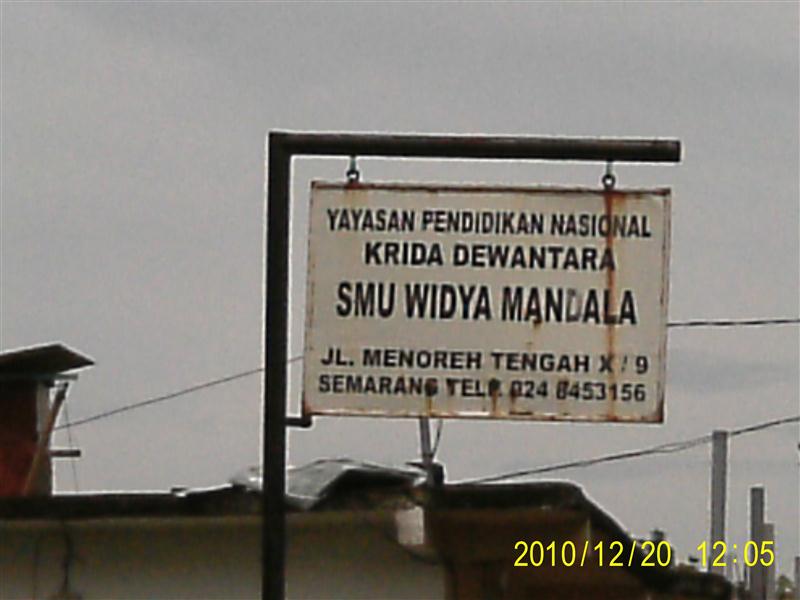 YAYASAN PENDIDIKAN NASIONAL
KRIDA DEWANTARA
SMU WIDYA MANDALA
JL. MENOREH TENGAH X / 9
SEMARANG TELP. 024 8453156
2010/12/20 12:05